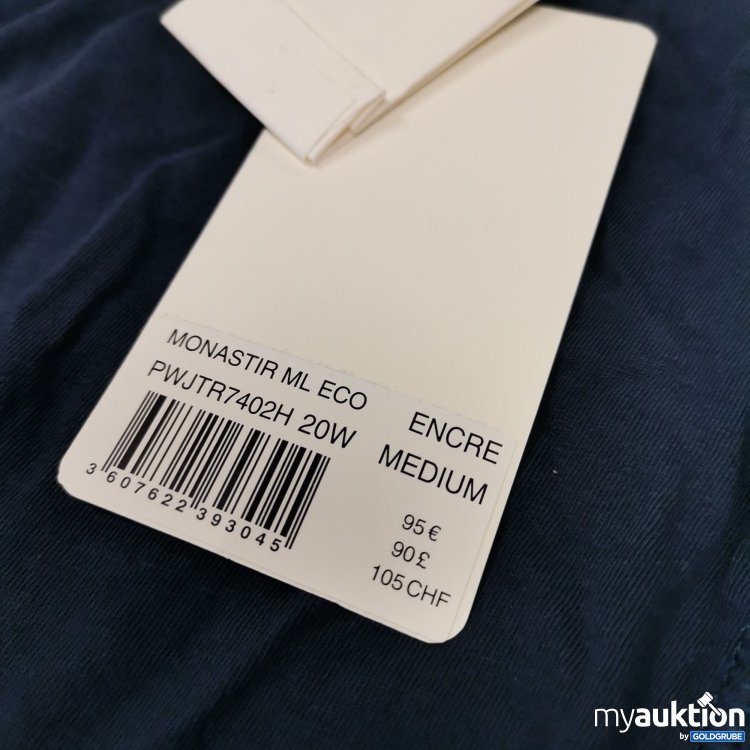 MONASTIR ML ECO
PWJTR7402H 20W
ENCRE
MEDIUM
3 607622 393045
95 €
90 £
105 CHF
myauktion
by GOLDGRUBE